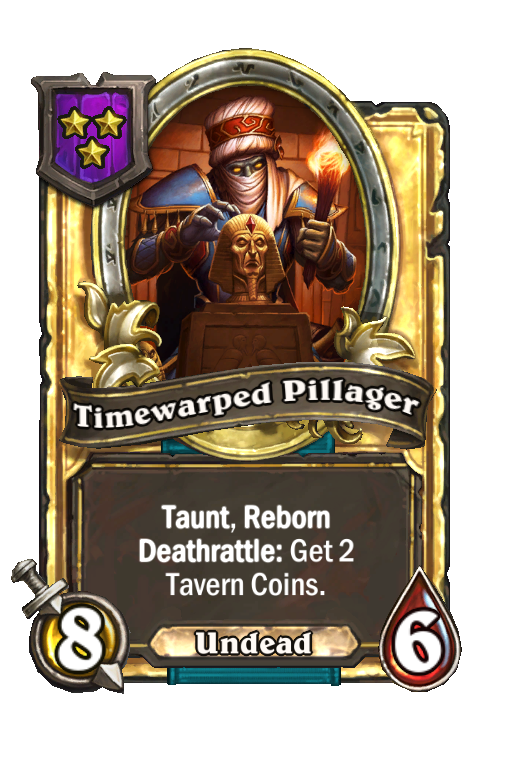 Timewarped Pillager
Taunt, Reborn
Deathrattle: Get 2
Tavern Coins.
8
Undead
6